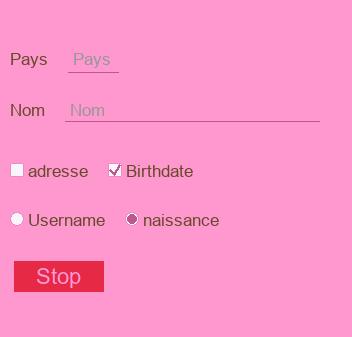 Pays Pays
Nom Nom
adresse Birthdate
Username naissance
Stop